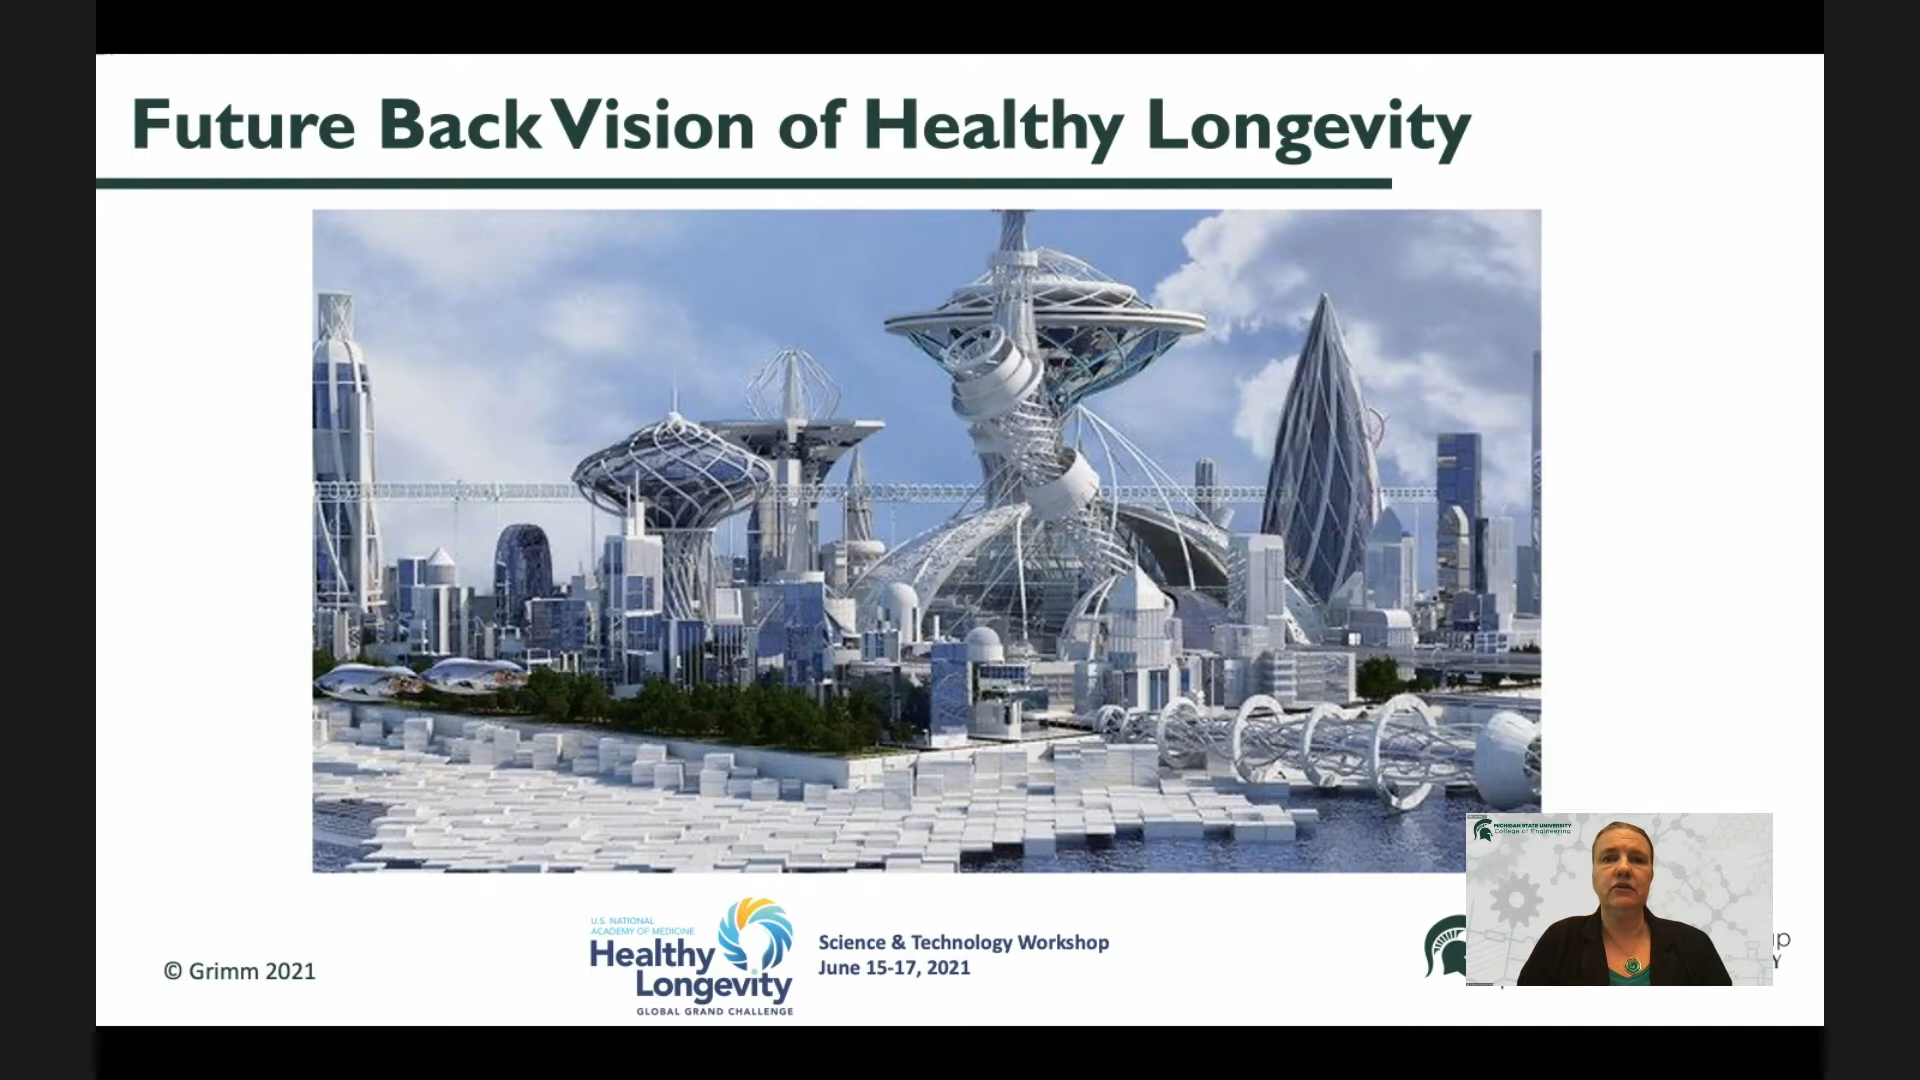 Future Back Vision of Healthy Longevity
MICHIGAN STATE UNIVERSITY
College of Engineering
U.S. NATIONAL
ACADEMY OF MEDICINE
Healthy
Longevity
GLOBAL GRAND CHALLENGE
Science & Technology Workshop
June 15-17, 2021
© Grimm 2021